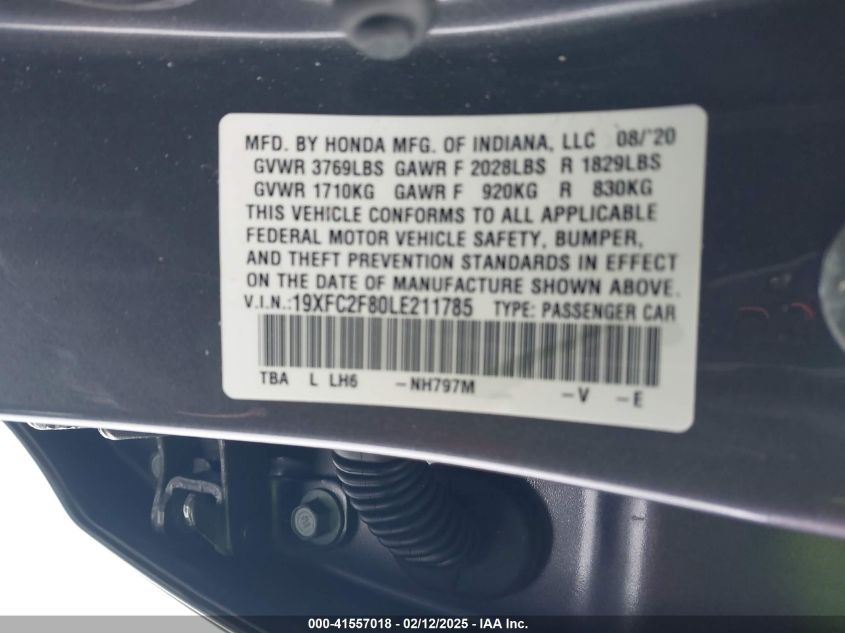 MFD. BY HONDA MFG. OF INDIANA, LLC 08/'20
GVWR 3769LBS GAWR F 2028LBS R 1829LBS
GVWR 1710KG GAWR F 920KG R 830KG
THIS VEHICLE CONFORMS TO ALL APPLICABLE
FEDERAL MOTOR VEHICLE SAFETY, BUMPER,
AND THEFT PREVENTION STANDARDS IN EFFECT
ON THE DATE OF MANUFACTURE SHOWN ABOVE.
V.I.N.:19XFC2F80LE211785 TYPE: PASSENGER CAR
TBA L LH6 -NH797M -V -E
000-41557018 - 02/12/2025 - IAA Inc.